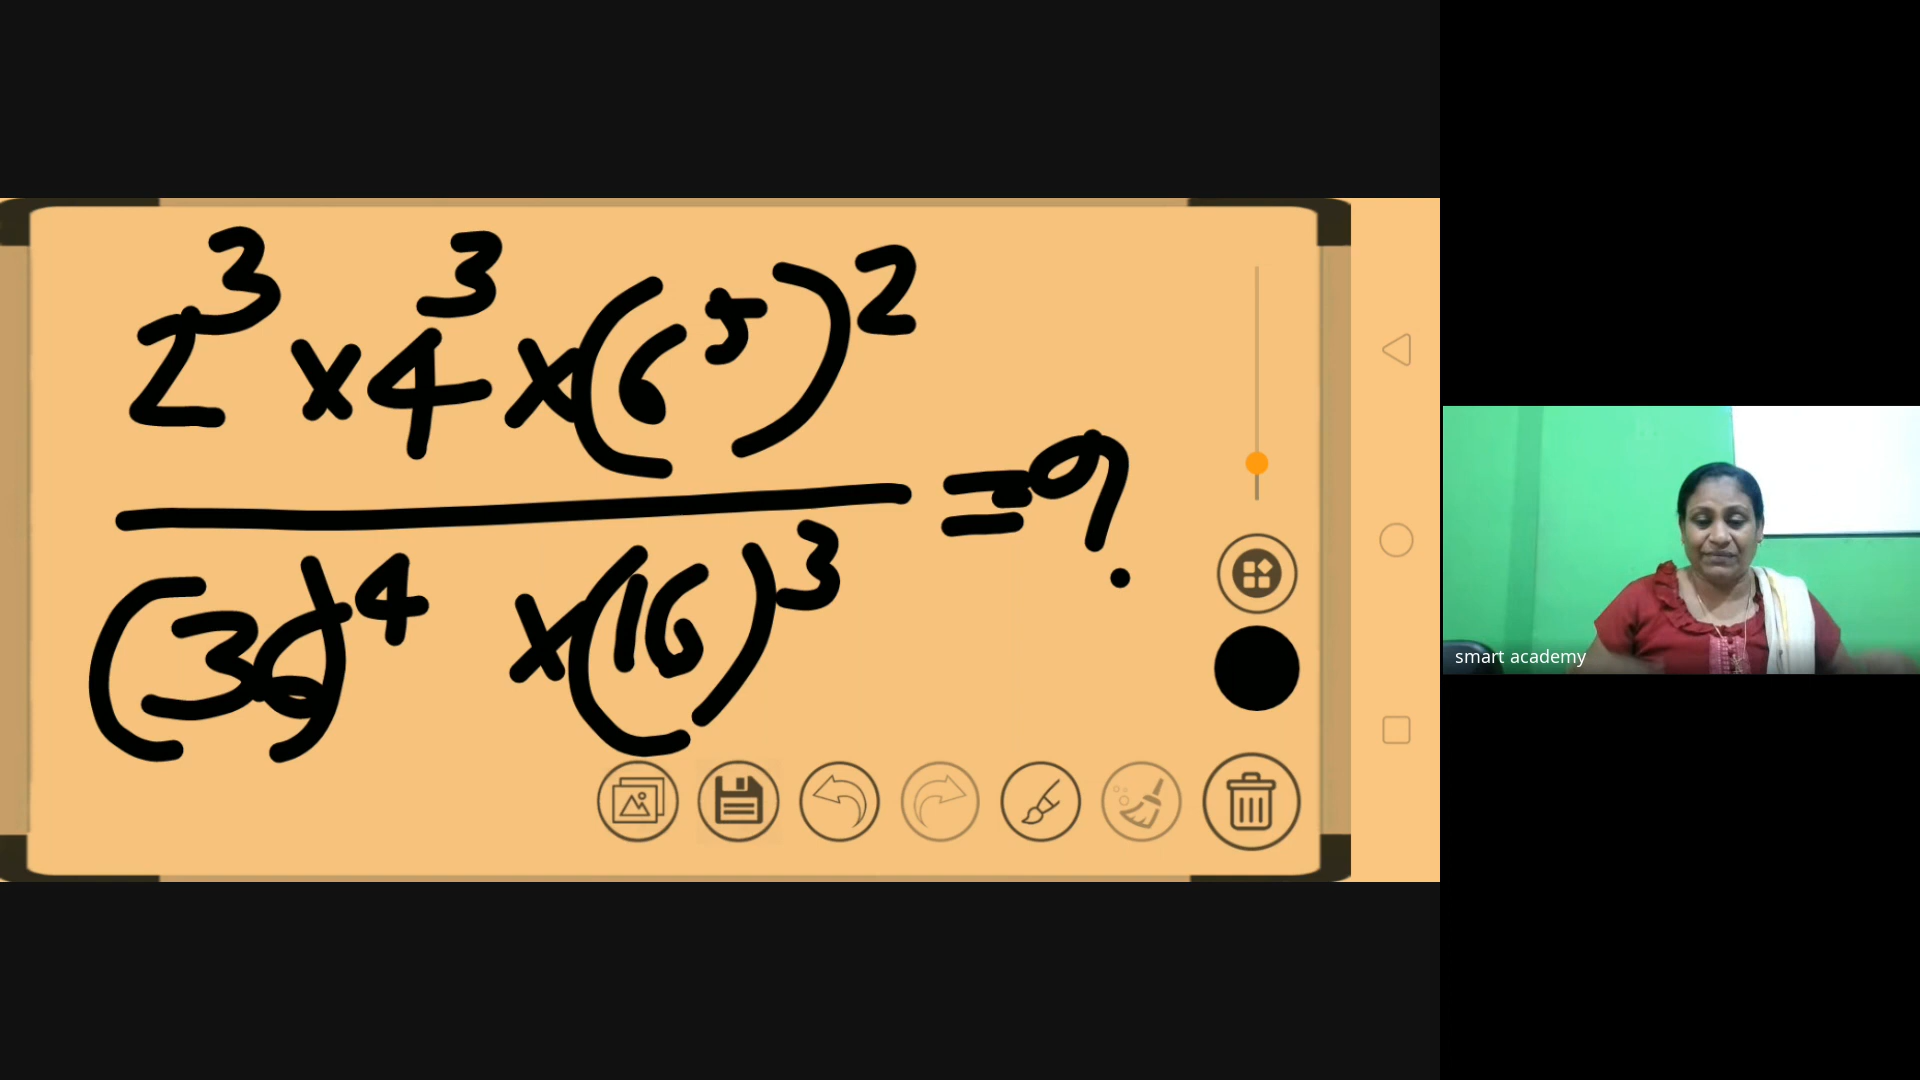 2³ × 4³ × (6⁵)²
= ?
(36)⁴ × (16)³
smart academy